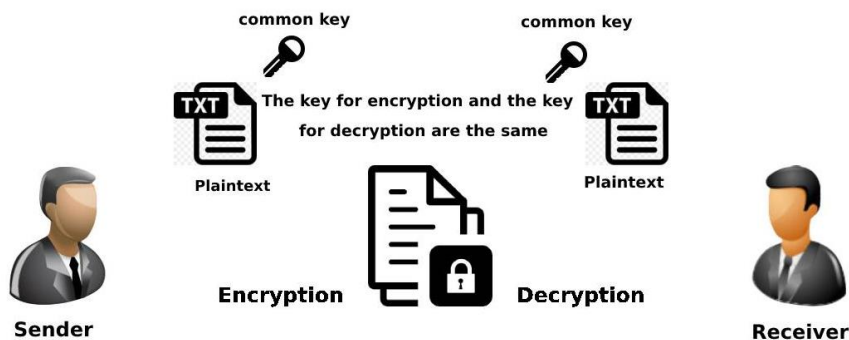 common key
common key
TXT
The key for encryption and the key
for decryption are the same
TXT
Plaintext
Plaintext
Encryption
Decryption
Sender
Receiver